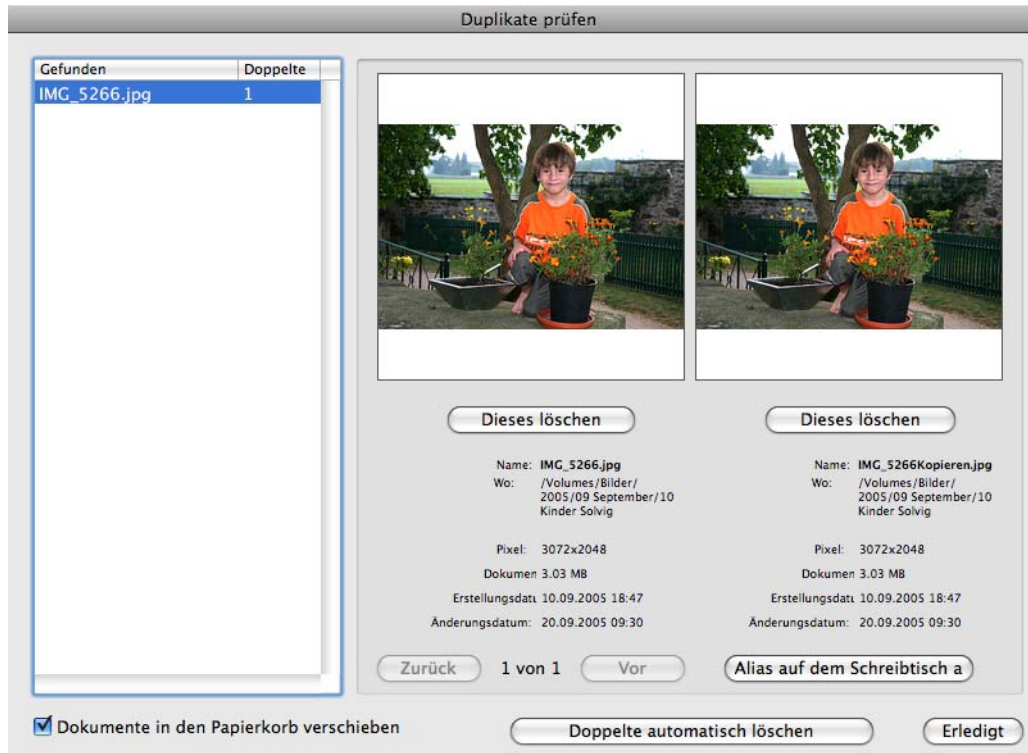 Duplikate prüfen
Gefunden Doppelte
IMG_5266.jpg 1
Dieses löschen
Name: IMG_5266.jpg
Wo: /Volumes/Bilder/
2005/09 September/10
Kinder Solvig
Pixel: 3072x2048
Dokumen 3.03 MB
Erstellungsdatu 10.09.2005 18:47
Änderungsdatum: 20.09.2005 09:30
Zurück 1 von 1 Vor
Dieses löschen
Name: IMG_5266Kopieren.jpg
Wo: /Volumes/Bilder/
2005/09 September/10
Kinder Solvig
Pixel: 3072x2048
Dokumen 3.03 MB
Erstellungsdatu 10.09.2005 18:47
Änderungsdatum: 20.09.2005 09:30
Alias auf dem Schreibtisch a
Dokumente in den Papierkorb verschieben
Doppelte automatisch löschen
Erledigt